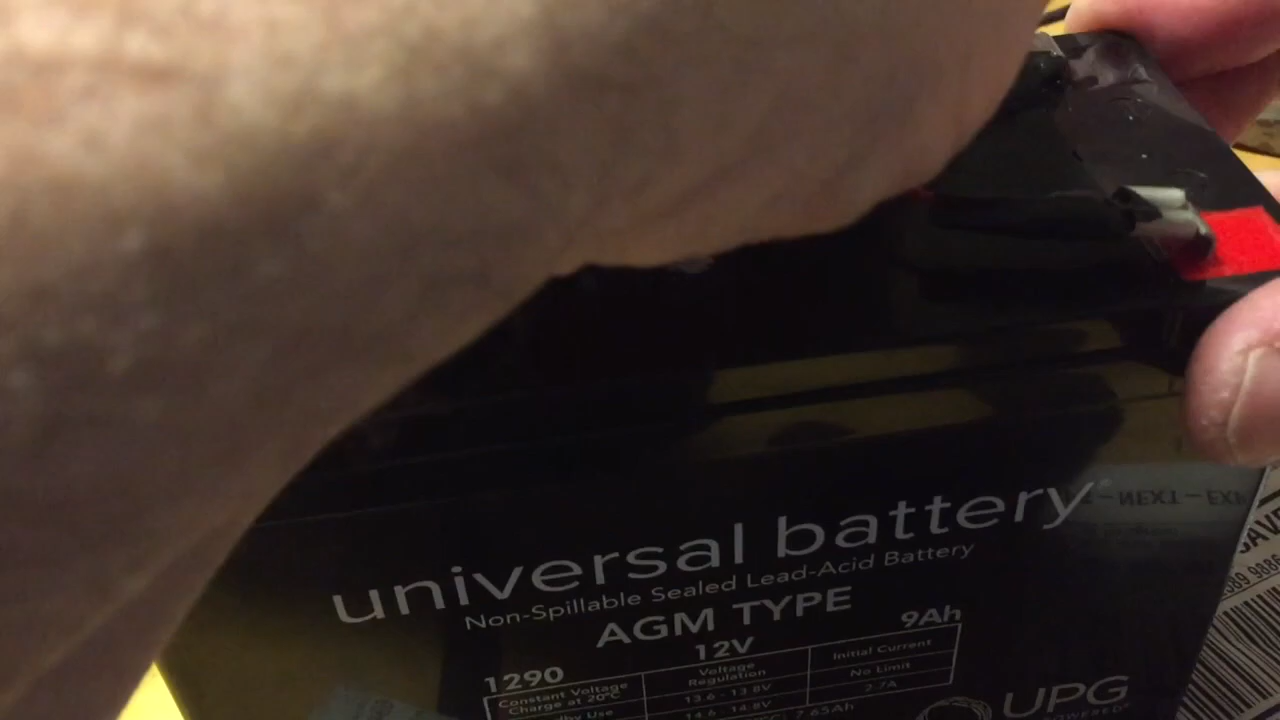 universal battery
Non-Spillable Sealed Lead-Acid Battery
AGM TYPE
1290 12V 9Ah
Constant Voltage Charge at 20°C
Voltage Regulation
Initial Current
13.6 - 13.8V
No Limit
14.6 - 14.8V
2.7A
7.65Ah
UPG